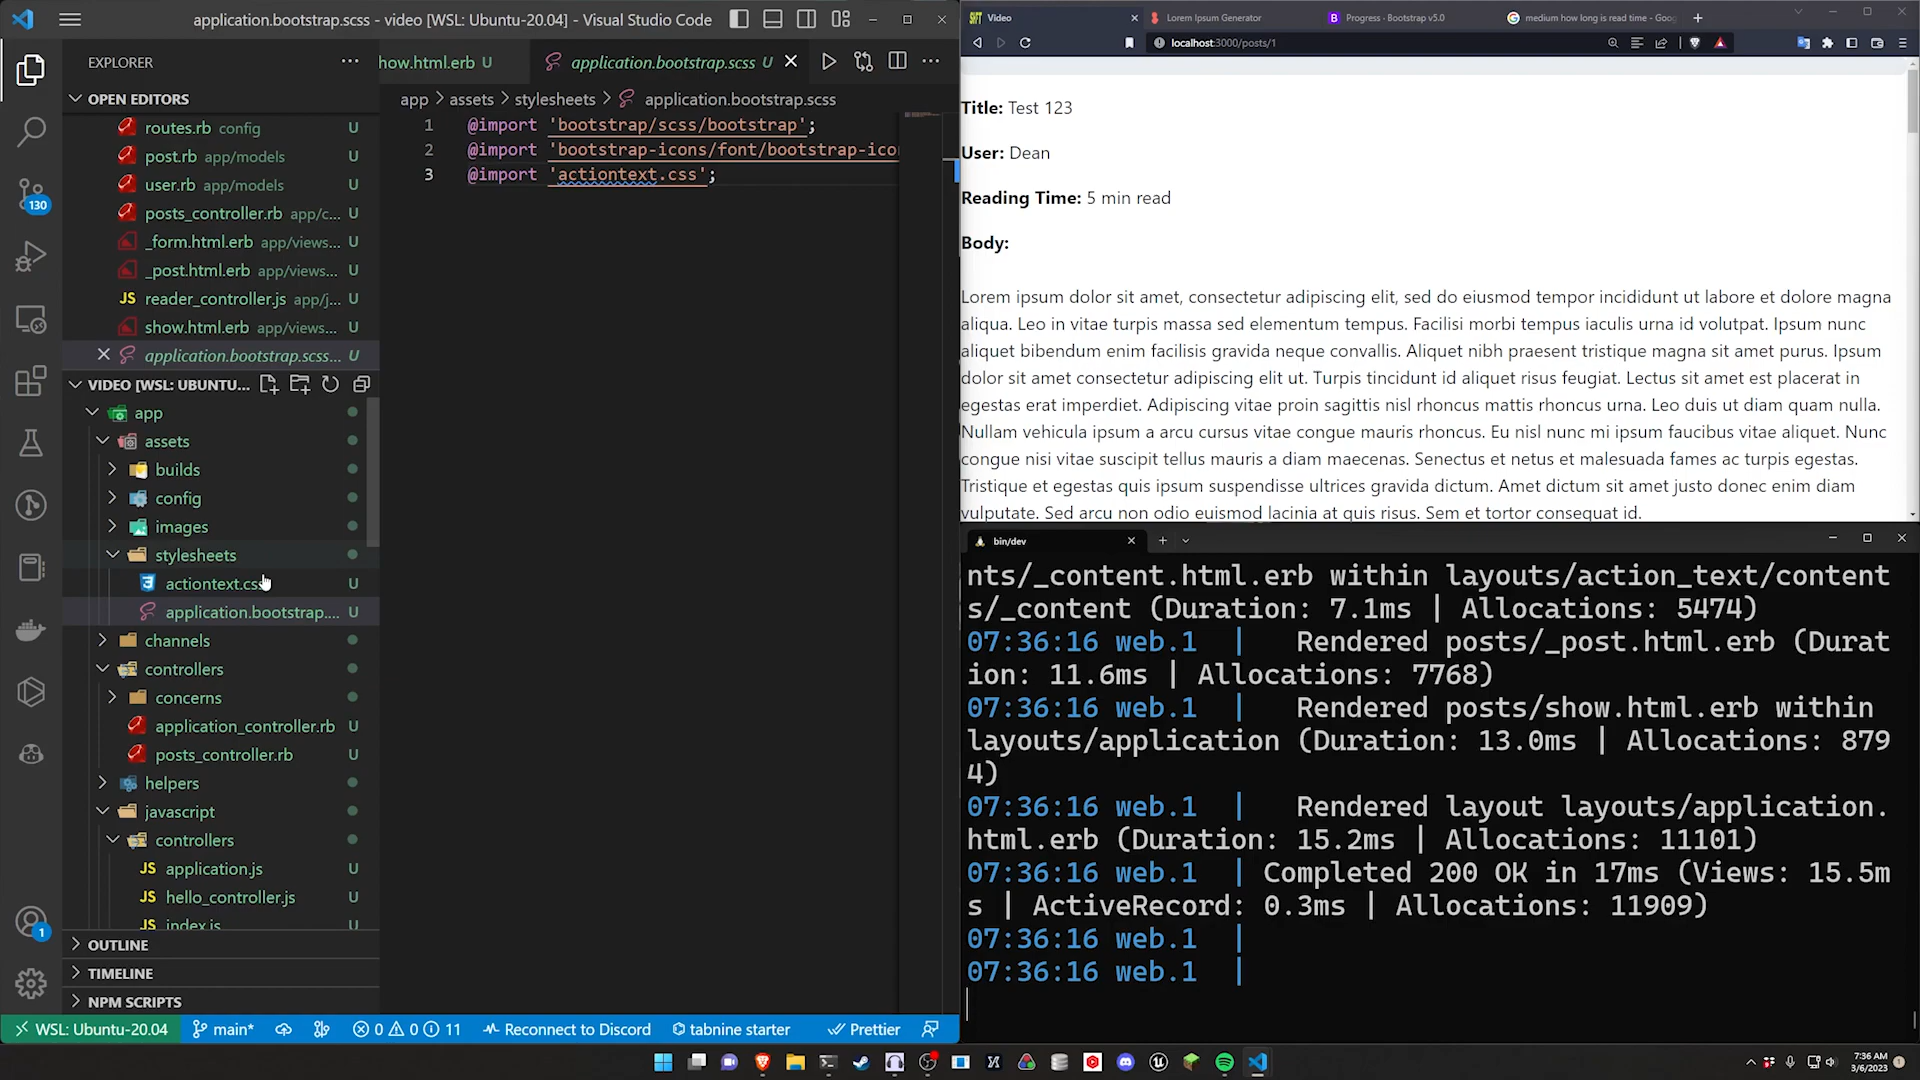 application.bootstrap.scss - video [WSL: Ubuntu-20.04] - Visual Studio Code
EXPLORER
OPEN EDITORS
routes.rb config U
post.rb app/models U
user.rb app/models U
posts_controller.rb app/c... U
_form.html.erb app/views... U
_post.html.erb app/views... U
JS reader_controller.js app/j... U
show.html.erb app/views... U
application.bootstrap.scss... U
VIDEO [WSL: UBUNTU...
app
assets
builds
config
images
stylesheets
actiontext.css U
application.bootstrap.... U
channels
controllers
concerns
application_controller.rb U
posts_controller.rb U
helpers
javascript
controllers
JS application.js U
JS hello_controller.js U
JS index.js U
OUTLINE
TIMELINE
NPM SCRIPTS
130
1
how.html.erb U
application.bootstrap.scss U
app > assets > stylesheets > application.bootstrap.scss
1 @import 'bootstrap/scss/bootstrap';
2 @import 'bootstrap-icons/font/bootstrap-ico
3 @import 'actiontext.css';
WSL: Ubuntu-20.04 main* 0 0 11 Reconnect to Discord tabnine starter Prettier
Video
Lorem Ipsum Generator
B Progress · Bootstrap v5.0
medium how long is read time - Goo
localhost:3000/posts/1
Title: Test 123
User: Dean
Reading Time: 5 min read
Body:
Lorem ipsum dolor sit amet, consectetur adipiscing elit, sed do eiusmod tempor incididunt ut labore et dolore magna
aliqua. Leo in vitae turpis massa sed elementum tempus. Facilisi morbi tempus iaculis urna id volutpat. Ipsum nunc
aliquet bibendum enim facilisis gravida neque convallis. Aliquet nibh praesent tristique magna sit amet purus. Ipsum
dolor sit amet consectetur adipiscing elit ut. Turpis tincidunt id aliquet risus feugiat. Lectus sit amet est placerat in
egestas erat imperdiet. Adipiscing vitae proin sagittis nisl rhoncus mattis rhoncus urna. Leo duis ut diam quam nulla.
Nullam vehicula ipsum a arcu cursus vitae congue mauris rhoncus. Eu nisl nunc mi ipsum faucibus vitae aliquet. Nunc
congue nisi vitae suscipit tellus mauris a diam maecenas. Senectus et netus et malesuada fames ac turpis egestas.
Tristique et egestas quis ipsum suspendisse ultrices gravida dictum. Amet dictum sit amet justo donec enim diam
vulputate. Sed arcu non odio euismod lacinia at quis risus. Sem et tortor consequat id.
bin/dev
nts/_content.html.erb within layouts/action_text/content
s/_content (Duration: 7.1ms | Allocations: 5474)
07:36:16 web.1 | Rendered posts/_post.html.erb (Durat
ion: 11.6ms | Allocations: 7768)
07:36:16 web.1 | Rendered posts/show.html.erb within
layouts/application (Duration: 13.0ms | Allocations: 879
4)
07:36:16 web.1 | Rendered layout layouts/application.
html.erb (Duration: 15.2ms | Allocations: 11101)
07:36:16 web.1 | Completed 200 OK in 17ms (Views: 15.5m
s | ActiveRecord: 0.3ms | Allocations: 11909)
07:36:16 web.1 |
07:36:16 web.1 |
7:36 AM
3/6/2023